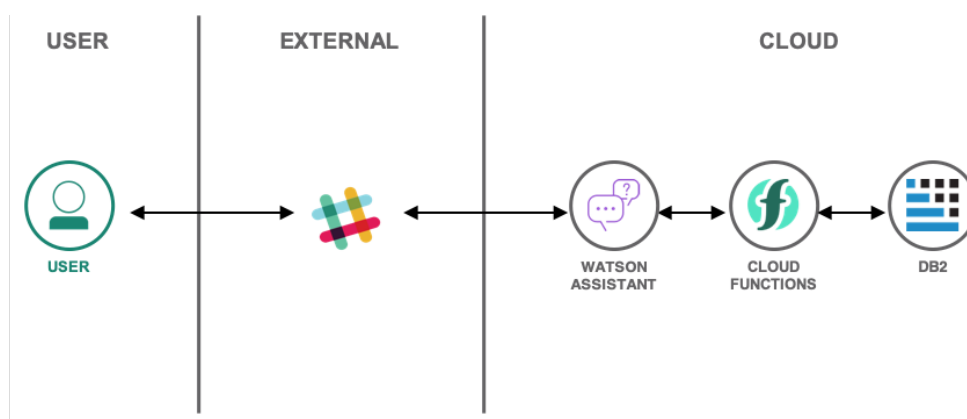 USER
EXTERNAL
CLOUD
?
USER
WATSON
ASSISTANT
CLOUD
FUNCTIONS
DB2